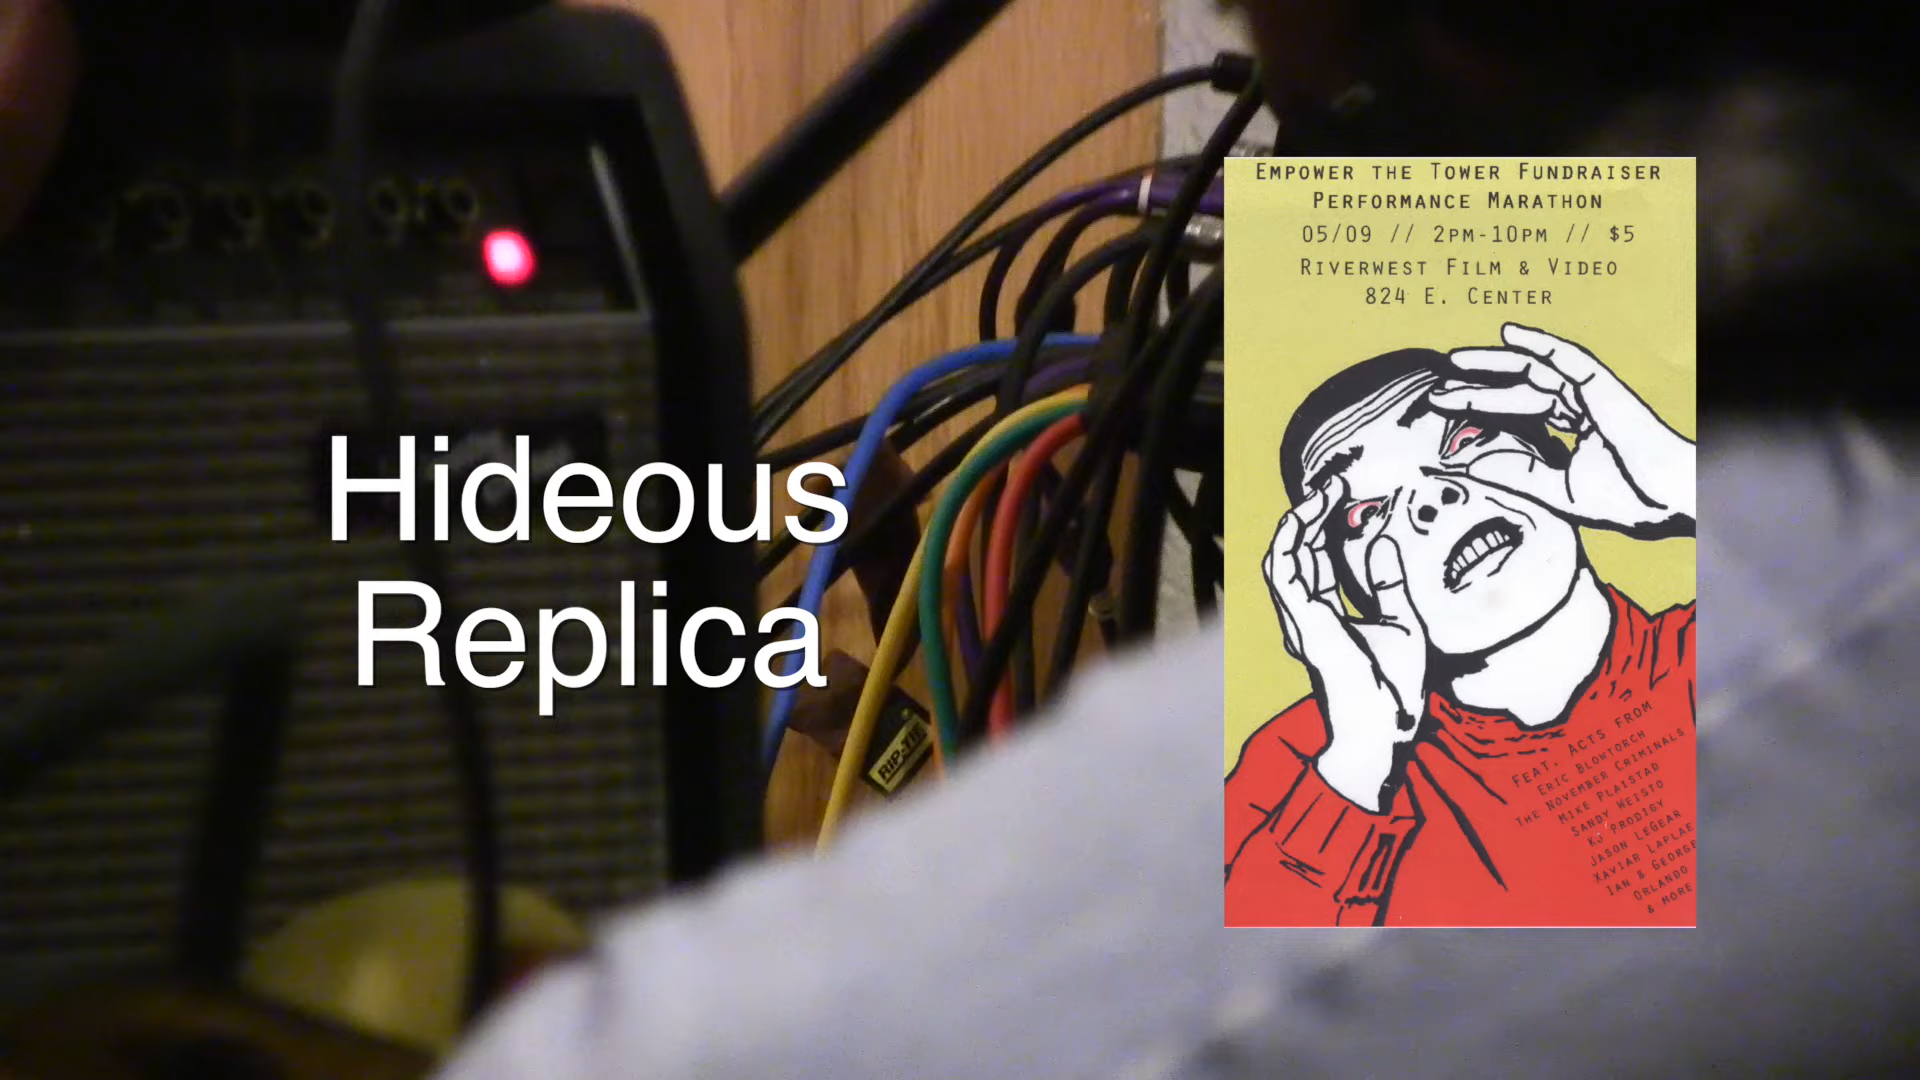 Hideous
Replica
EMPOWER THE TOWER FUNDRAISER
PERFORMANCE MARATHON
05/09 // 2PM-10PM // $5
RIVERWEST FILM & VIDEO
824 E. CENTER
FEAT. ACTS FROM
ERIC BLOWTORCH
THE NOVEMBER CRIMINALS
MIKE PLAISTAD
SANDY WEISTO
KJ PRODIGY
JASON LEGEAR
XAVIAR LAPLAE
IAN & GEORGE
ORLANDO
& MORE
RIP-TIE